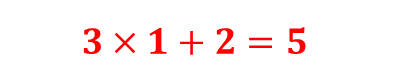 3 × 1 + 2 = 5